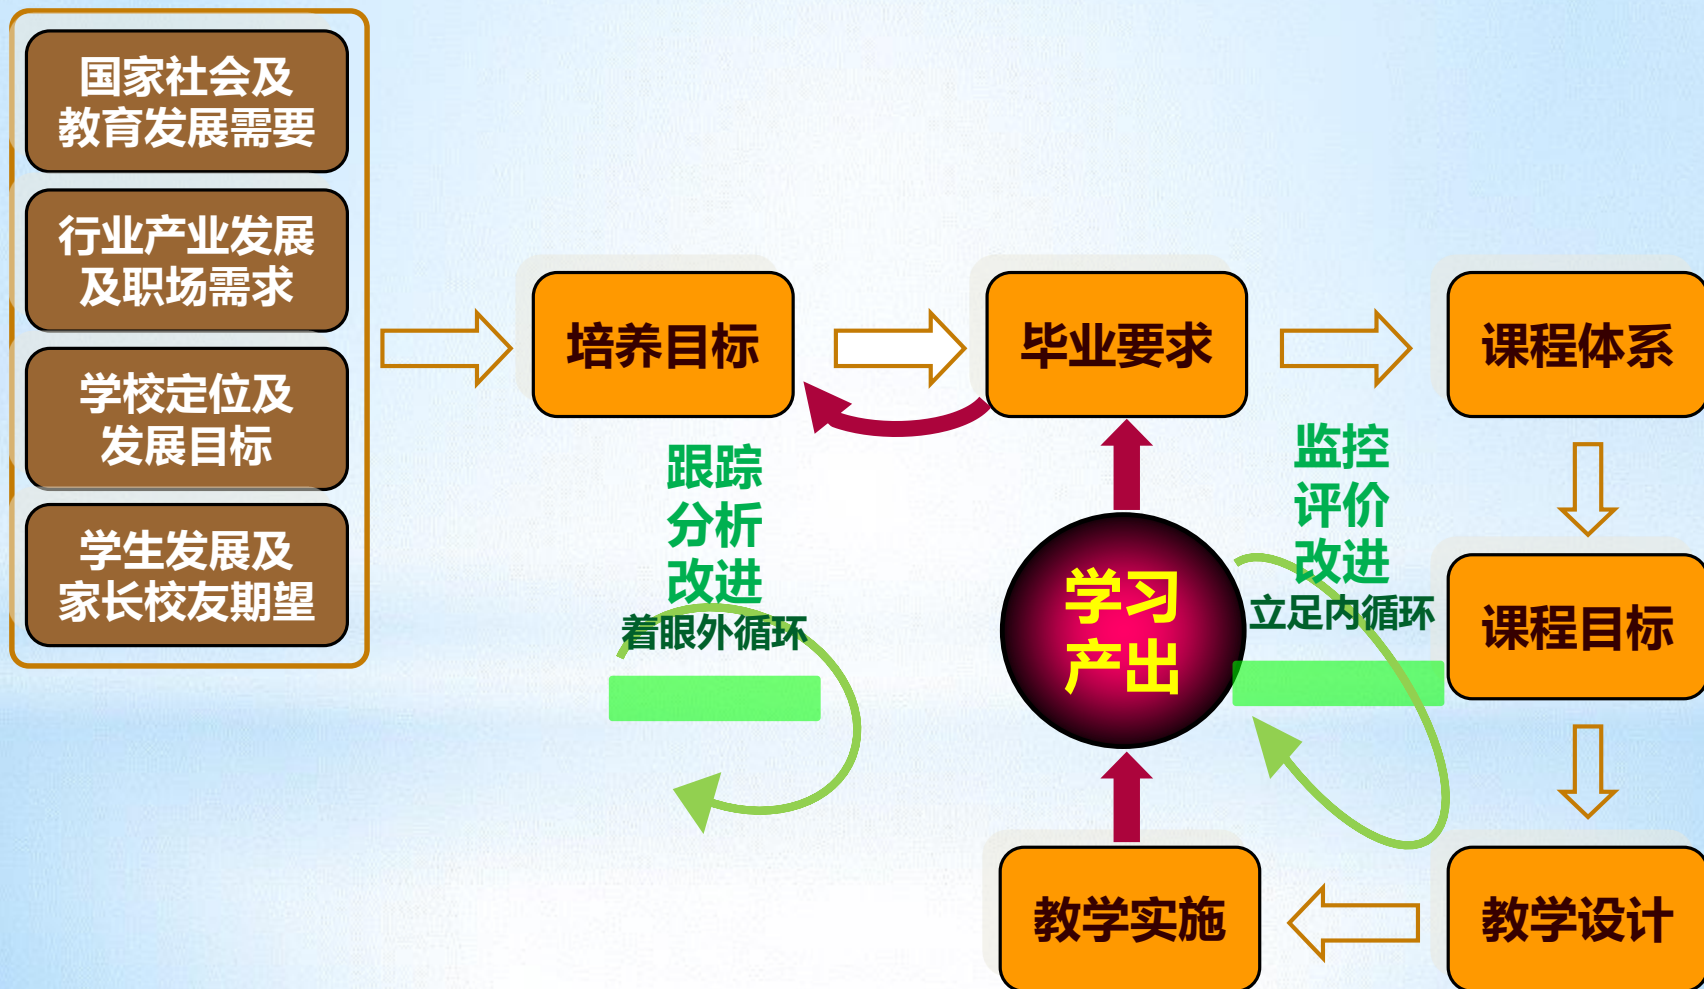 国家社会及
教育发展需要
行业产业发展
及职场需求
学校定位及
发展目标
学生发展及
家长校友期望
培养目标
毕业要求
课程体系
跟踪
分析
改进
着眼外循环
学习
产出
监控
评价
改进
立足内循环
课程目标
教学实施
教学设计